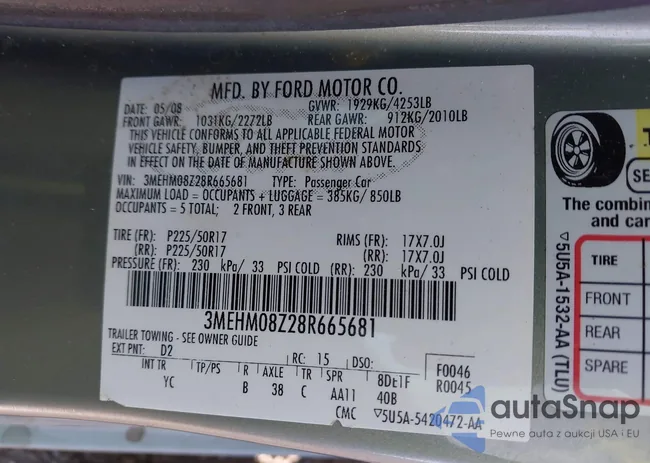 MFD. BY FORD MOTOR CO.
DATE: 05/08 GVWR: 1929KG/4253LB
FRONT GAWR: 1031KG/2272LB REAR GAWR: 912KG/2010LB
THIS VEHICLE CONFORMS TO ALL APPLICABLE FEDERAL MOTOR
VEHICLE SAFETY, BUMPER, AND THEFT PREVENTION STANDARDS
IN EFFECT ON THE DATE OF MANUFACTURE SHOWN ABOVE.
VIN: 3MEHM08Z28R665681 TYPE: Passenger Car
MAXIMUM LOAD = OCCUPANTS + LUGGAGE = 385KG/ 850LB
OCCUPANTS = 5 TOTAL; 2 FRONT, 3 REAR
TIRE (FR): P225/50R17 RIMS (FR): 17X7.0J
(RR): P225/50R17 (RR): 17X7.0J
PRESSURE (FR): 230 kPa/ 33 PSI COLD (RR): 230 kPa/ 33 PSI COLD
3MEHM08Z28R665681
TRAILER TOWING - SEE OWNER GUIDE
EXT PNT: D2 RC: 15 DSO: F0046
INT TR TP/PS R AXLE TR SPR 8DE1F R0045
YC B 38 C AA11 40B
CMC ▽5U5A-5420472-AA
▽5U5A-1532-AA (TLU)
The combin
and car
TIRE
FRONT
REAR
SPARE
autoSnap
Pewne auta z aukcji USA i EU